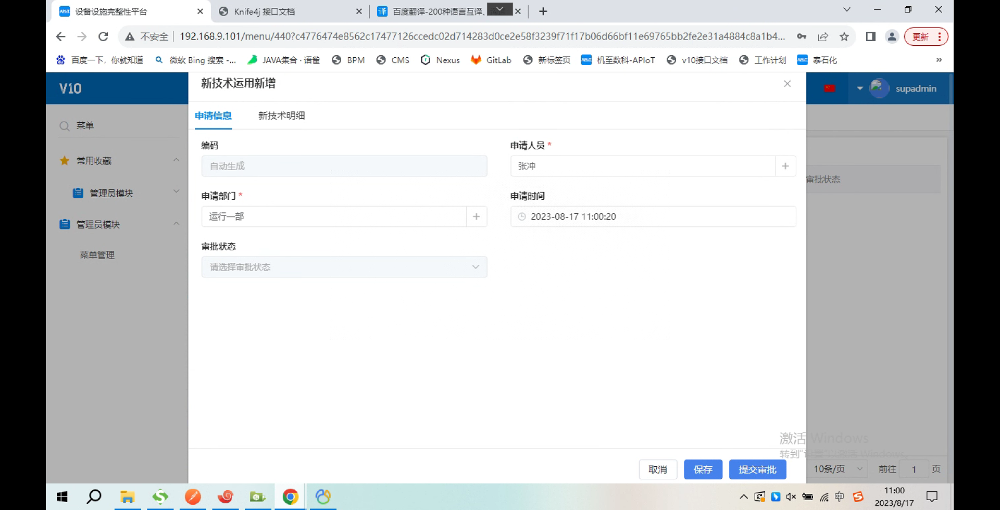 设备设施完整性平台
Knife4j 接口文档
百度翻译-200种语言互译、
不安全
192.168.9.101/menu/440?c4776474e8562c17477126ccedc02d714283d0ce2e58f3239f71f17b06d66bf11e69765bb2fe2e31a4884c8a1b4...
更新
百度一下，你就知道
微软 Bing 搜索 -...
JAVA集合 · 语雀
BPM
CMS
Nexus
GitLab
新标签页
机至数科-APIoT
v10接口文档
工作计划
泰石化
»
V10
新技术运用新增
supadmin
申请信息
新技术明细
菜单
编码
申请人员 *
常用收藏
自动生成
张冲
审批状态
管理员模块
申请部门 *
申请时间
运行一部
2023-08-17 11:00:20
管理员模块
审批状态
菜单管理
请选择审批状态
激活 Windows
转到"设置"以激活 Windows。
取消
保存
提交审批
10条/页
前往
1
页
中
11:00
2023/8/17